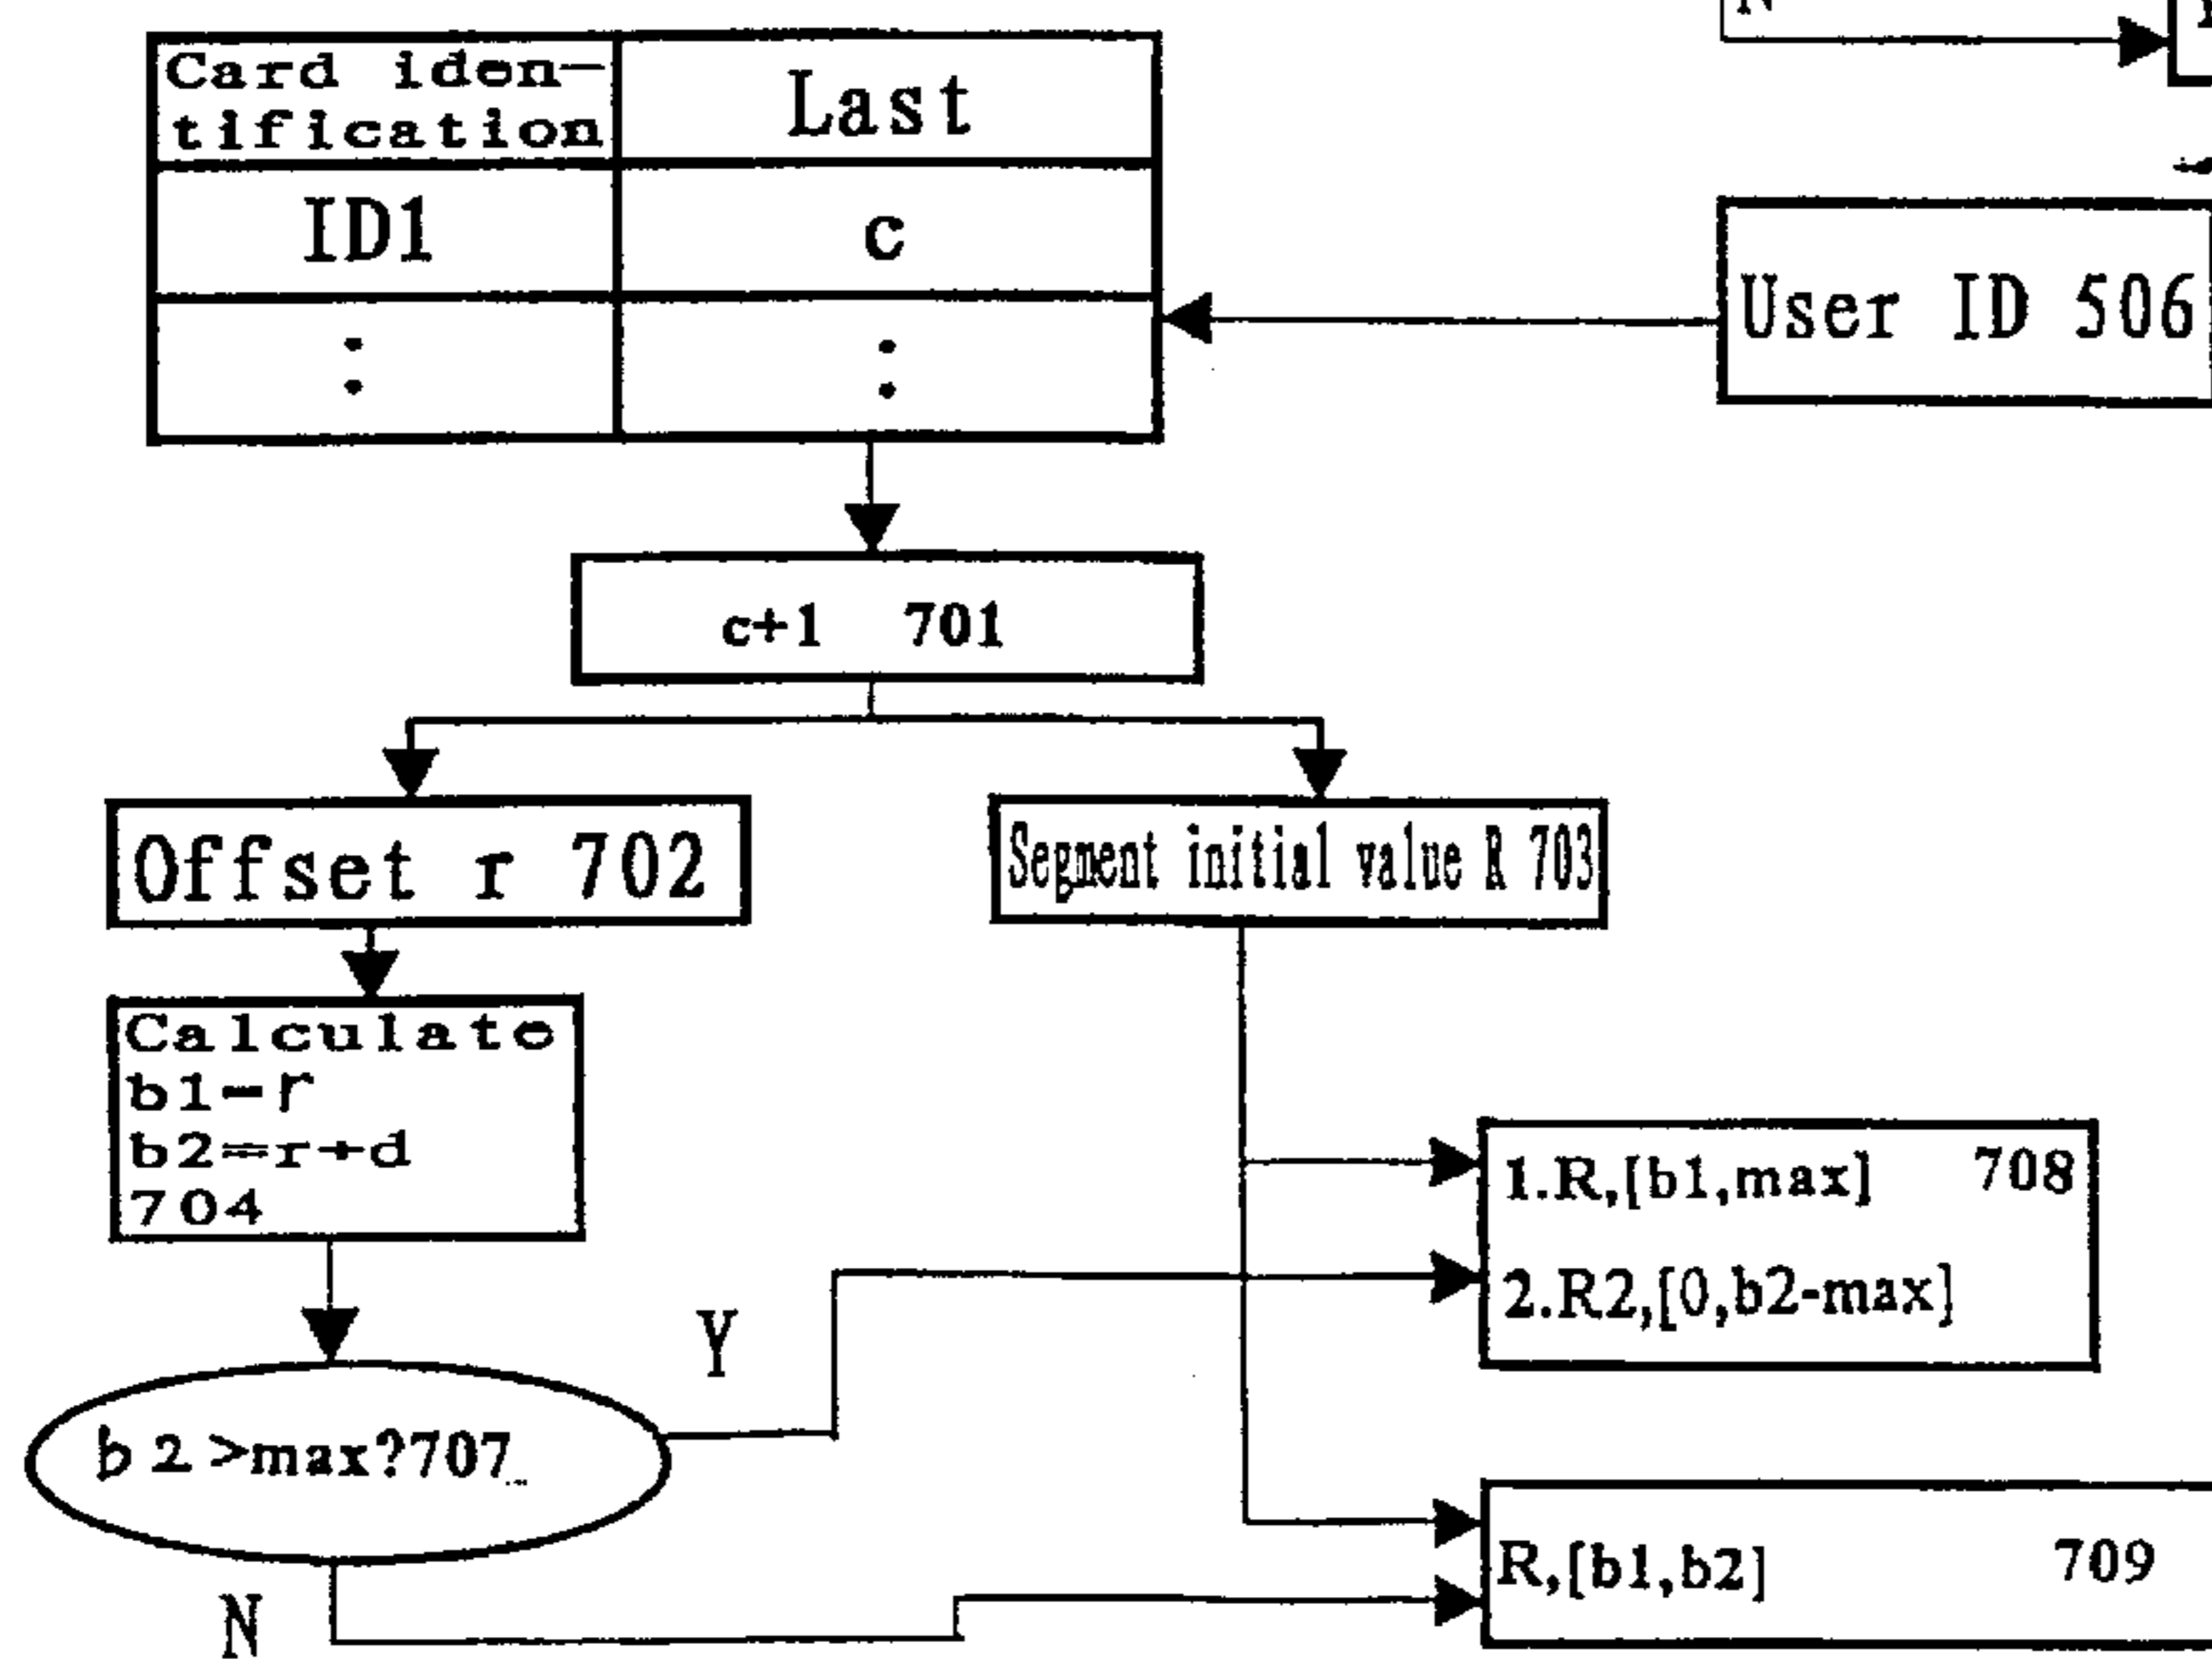 N
Card iden-
tification
Last
ID1
c
User ID 506
c+1 701
Offset r 702
Segment initial value R 703
Calculate
b1-r
b2=r+d
704
1.R,[b1,max] 708
2.R2,[0,b2-max]
Y
b2>max?707
R,[b1,b2] 709
N